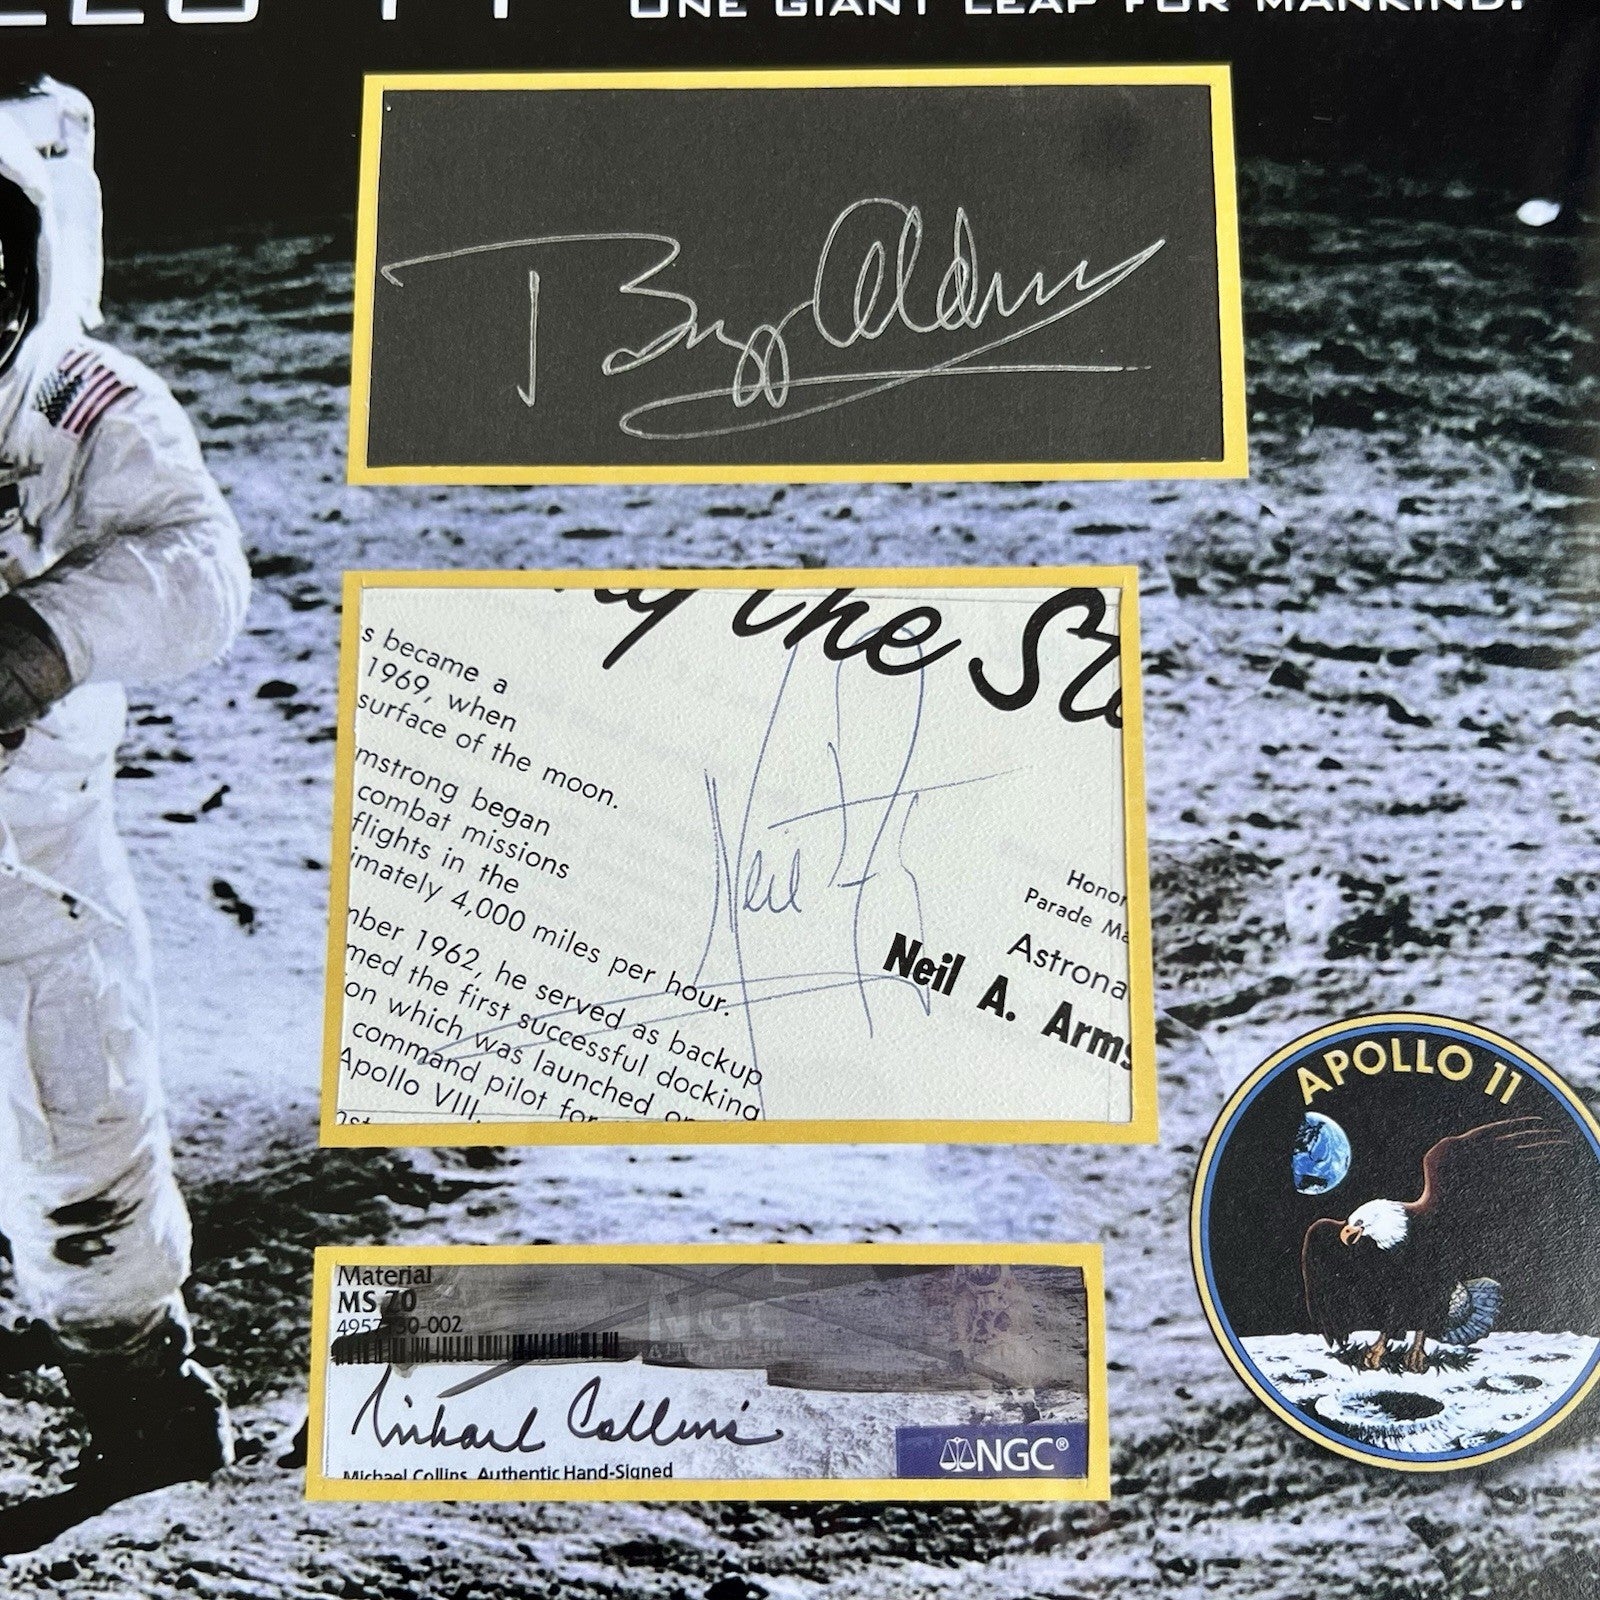 ONE GIANT LEAP FOR MANKIND.
Buzz Aldrin
the
s became a
1969, when
surface of the moon.
mstrong began
combat missions
flights in the
imately 4,000 miles per hour.
mber 1962, he served as backup
med the first successful docking
on which was launched on
command pilot for
Apollo VIII.
Neil
Honor
Parade Ma
Astrona
Neil A. Arms
APOLLO 11
Material
MS 70
-002
Michael Collins
NGC®
Michael Collins, Authentic Hand-Signed